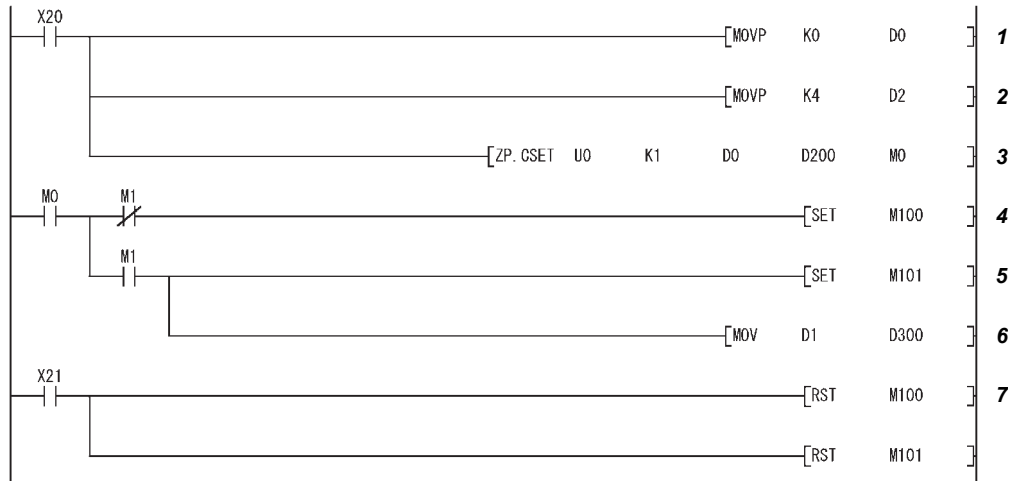 X20
[MOVP K0 D0 ] 1
[MOVP K4 D2 ] 2
[ZP.CSET U0 K1 D0 D200 M0 ] 3
M0 M1
[SET M100 ] 4
M1
[SET M101 ] 5
[MOV D1 D300 ] 6
X21
[RST M100 ] 7
[RST M101 ]